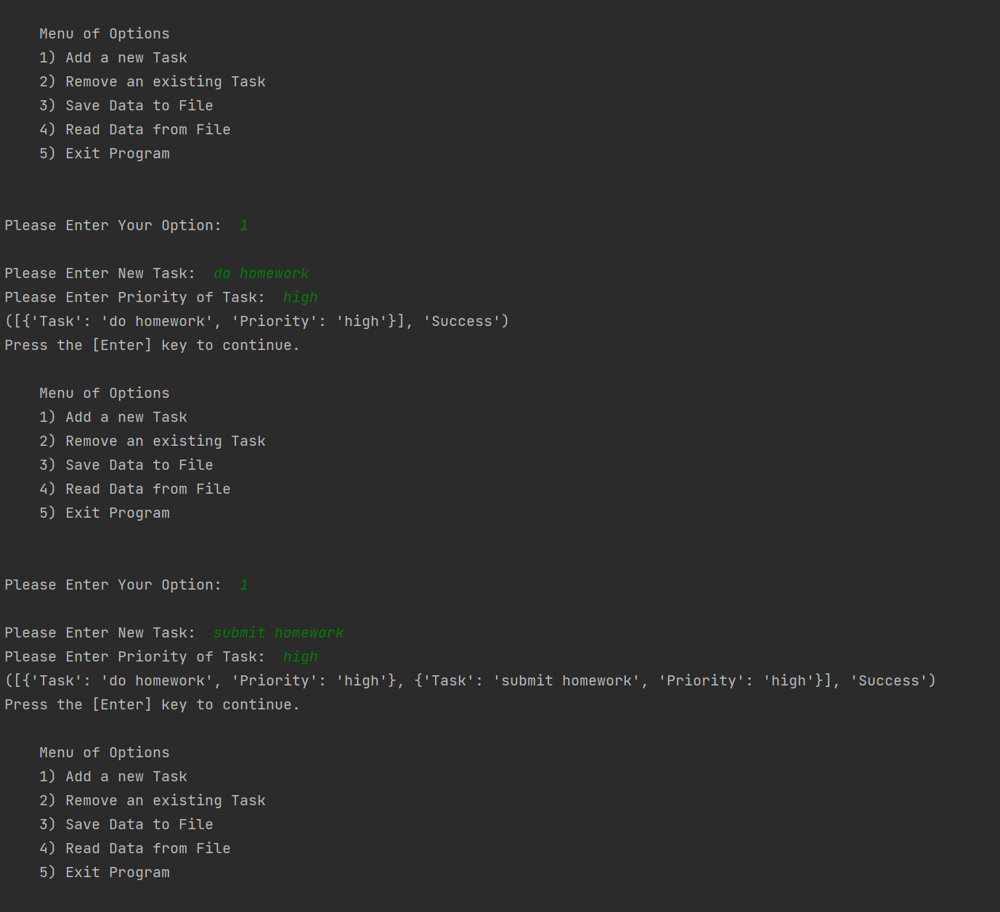 Menu of Options
1) Add a new Task
2) Remove an existing Task
3) Save Data to File
4) Read Data from File
5) Exit Program
Please Enter Your Option:  1
Please Enter New Task:  do homework
Please Enter Priority of Task:  high
([{'Task': 'do homework', 'Priority': 'high'}], 'Success')
Press the [Enter] key to continue.
Menu of Options
1) Add a new Task
2) Remove an existing Task
3) Save Data to File
4) Read Data from File
5) Exit Program
Please Enter Your Option:  1
Please Enter New Task:  submit homework
Please Enter Priority of Task:  high
([{'Task': 'do homework', 'Priority': 'high'}, {'Task': 'submit homework', 'Priority': 'high'}], 'Success')
Press the [Enter] key to continue.
Menu of Options
1) Add a new Task
2) Remove an existing Task
3) Save Data to File
4) Read Data from File
5) Exit Program